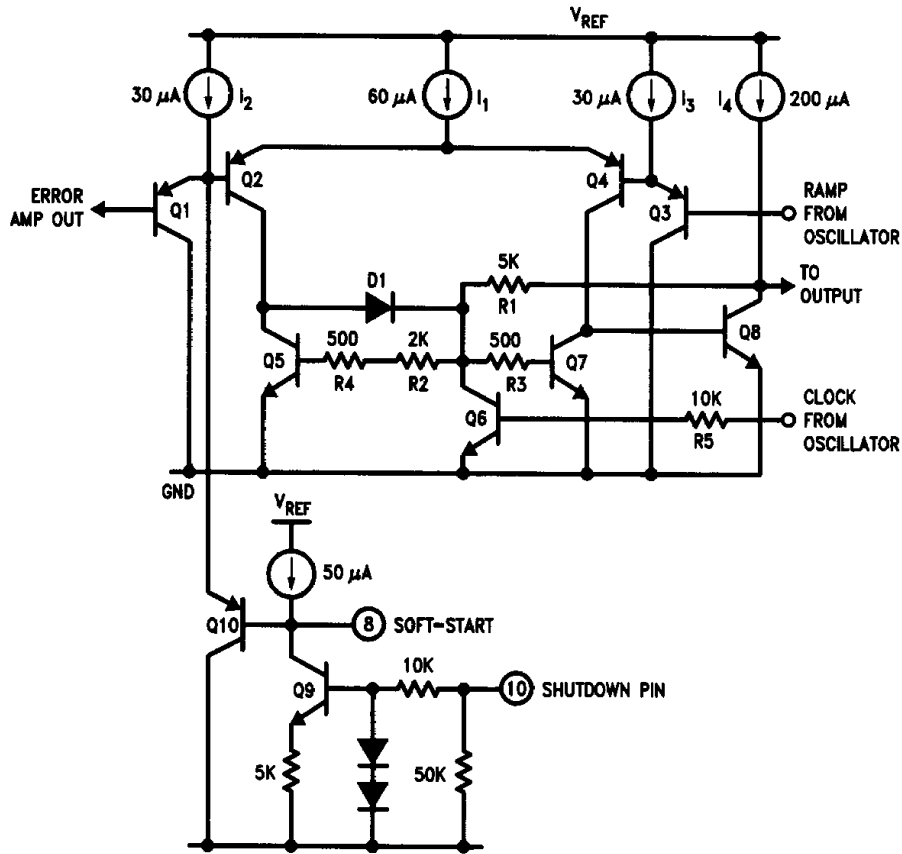 V_REF
30 µA I₂
60 µA I₁
30 µA I₃
I₄ 200 µA
Q2
Q4
ERROR
AMP OUT
Q1
Q3
RAMP
FROM
OSCILLATOR
D1
5K
R1
TO
OUTPUT
Q5
500
R4
2K
R2
500
R3
Q7
Q8
Q6
10K
R5
CLOCK
FROM
OSCILLATOR
GND
V_REF
50 µA
Q10
8 SOFT-START
Q9
10K
10 SHUTDOWN PIN
5K
50K